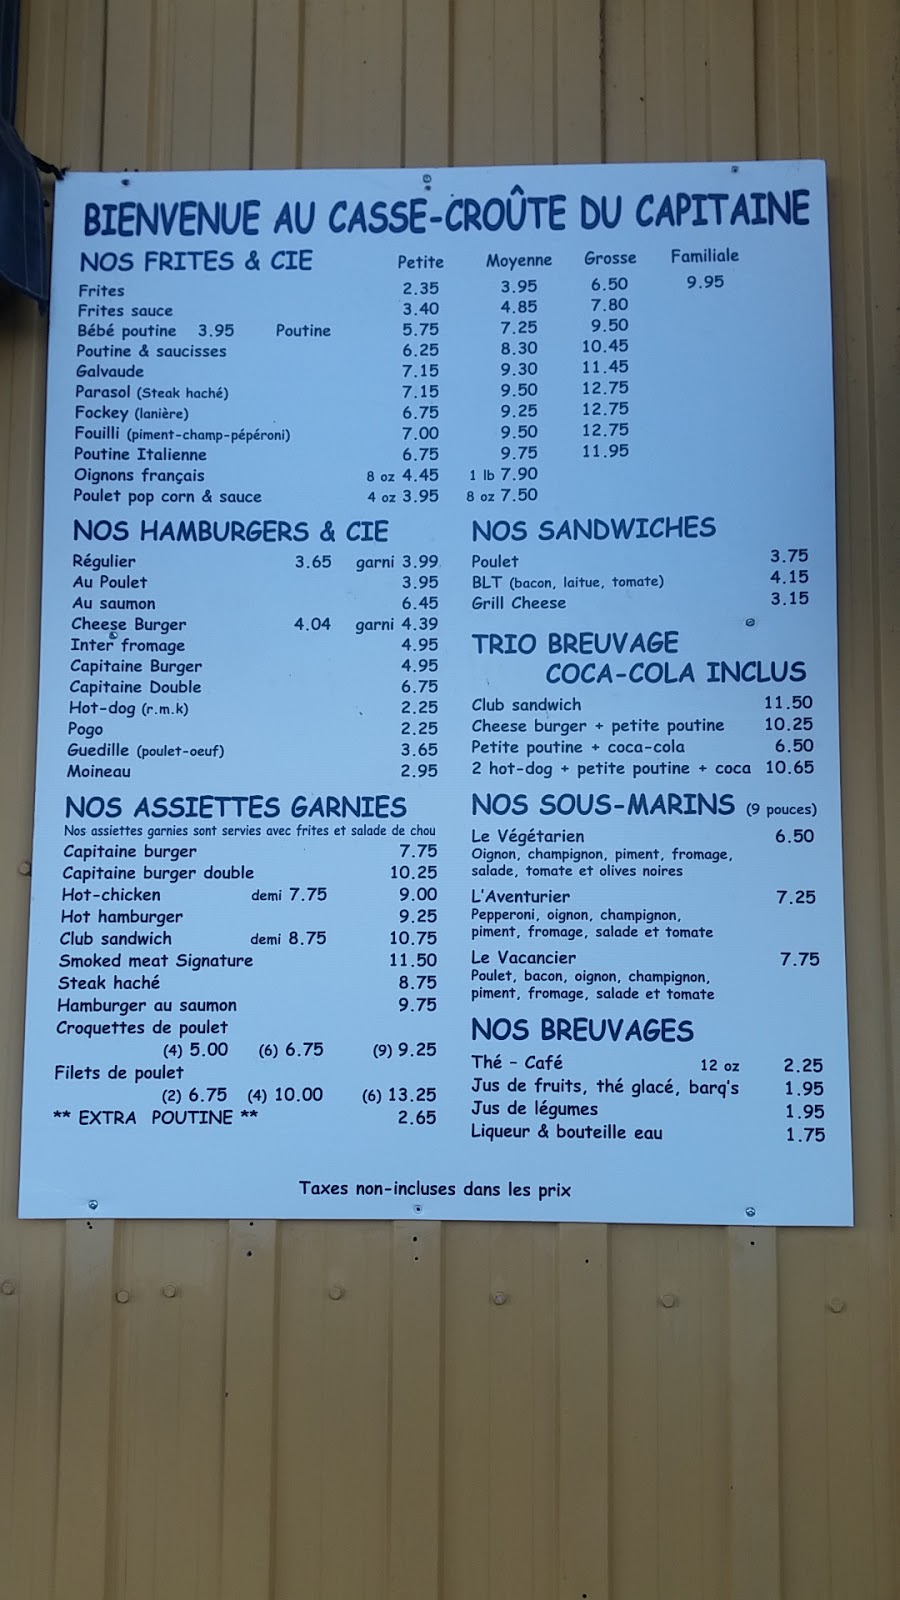 BIENVENUE AU CASSE-CROÛTE DU CAPITAINE
NOS FRITES & CIE Petite Moyenne Grosse Familiale
Frites 2.35 3.95 6.50 9.95
Frites sauce 3.40 4.85 7.80
Bébé poutine 3.95 Poutine 5.75 7.25 9.50
Poutine & saucisses 6.25 8.30 10.45
Galvaude 7.15 9.30 11.45
Parasol (Steak haché) 7.15 9.50 12.75
Fockey (lanière) 6.75 9.25 12.75
Fouilli (piment-champ-pépéroni) 7.00 9.50 12.75
Poutine Italienne 6.75 9.75 11.95
Oignons français 8 oz 4.45 1 lb 7.90
Poulet pop corn & sauce 4 oz 3.95 8 oz 7.50
NOS HAMBURGERS & CIE
Régulier 3.65 garni 3.99
Au Poulet 3.95
Au saumon 6.45
Cheese Burger 4.04 garni 4.39
Inter fromage 4.95
Capitaine Burger 4.95
Capitaine Double 6.75
Hot-dog (r.m.k) 2.25
Pogo 2.25
Guedille (poulet-oeuf) 3.65
Moineau 2.95
NOS ASSIETTES GARNIES
Nos assiettes garnies sont servies avec frites et salade de chou
Capitaine burger 7.75
Capitaine burger double 10.25
Hot-chicken demi 7.75 9.00
Hot hamburger 9.25
Club sandwich demi 8.75 10.75
Smoked meat Signature 11.50
Steak haché 8.75
Hamburger au saumon 9.75
Croquettes de poulet
(4) 5.00 (6) 6.75 (9) 9.25
Filets de poulet
(2) 6.75 (4) 10.00 (6) 13.25
** EXTRA POUTINE ** 2.65
NOS SANDWICHES
Poulet 3.75
BLT (bacon, laitue, tomate) 4.15
Grill Cheese 3.15
TRIO BREUVAGE
COCA-COLA INCLUS
Club sandwich 11.50
Cheese burger + petite poutine 10.25
Petite poutine + coca-cola 6.50
2 hot-dog + petite poutine + coca 10.65
NOS SOUS-MARINS (9 pouces)
Le Végétarien 6.50
Oignon, champignon, piment, fromage,
salade, tomate et olives noires
L'Aventurier 7.25
Pepperoni, oignon, champignon,
piment, fromage, salade et tomate
Le Vacancier 7.75
Poulet, bacon, oignon, champignon,
piment, fromage, salade et tomate
NOS BREUVAGES
Thé - Café 12 oz 2.25
Jus de fruits, thé glacé, barq's 1.95
Jus de légumes 1.95
Liqueur & bouteille eau 1.75
Taxes non-incluses dans les prix